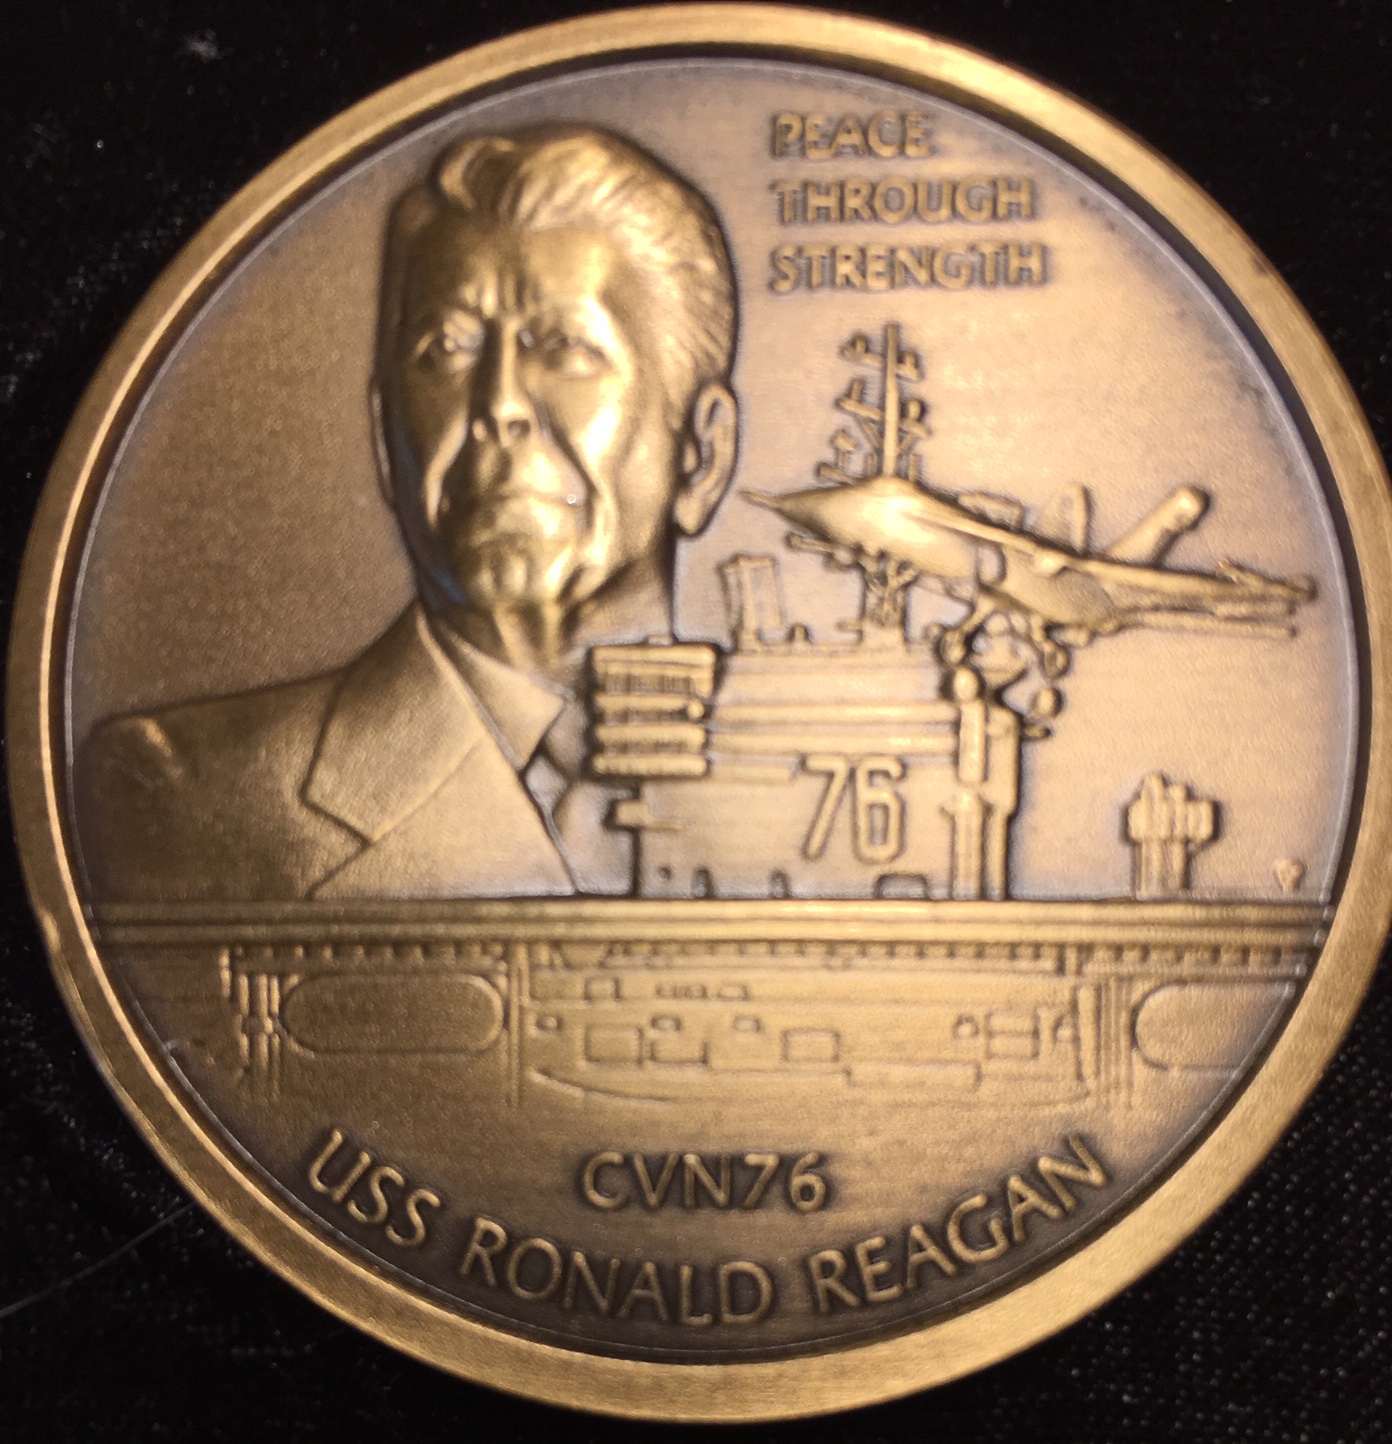 PEACE
THROUGH
STRENGTH
76
CVN76
USS RONALD REAGAN